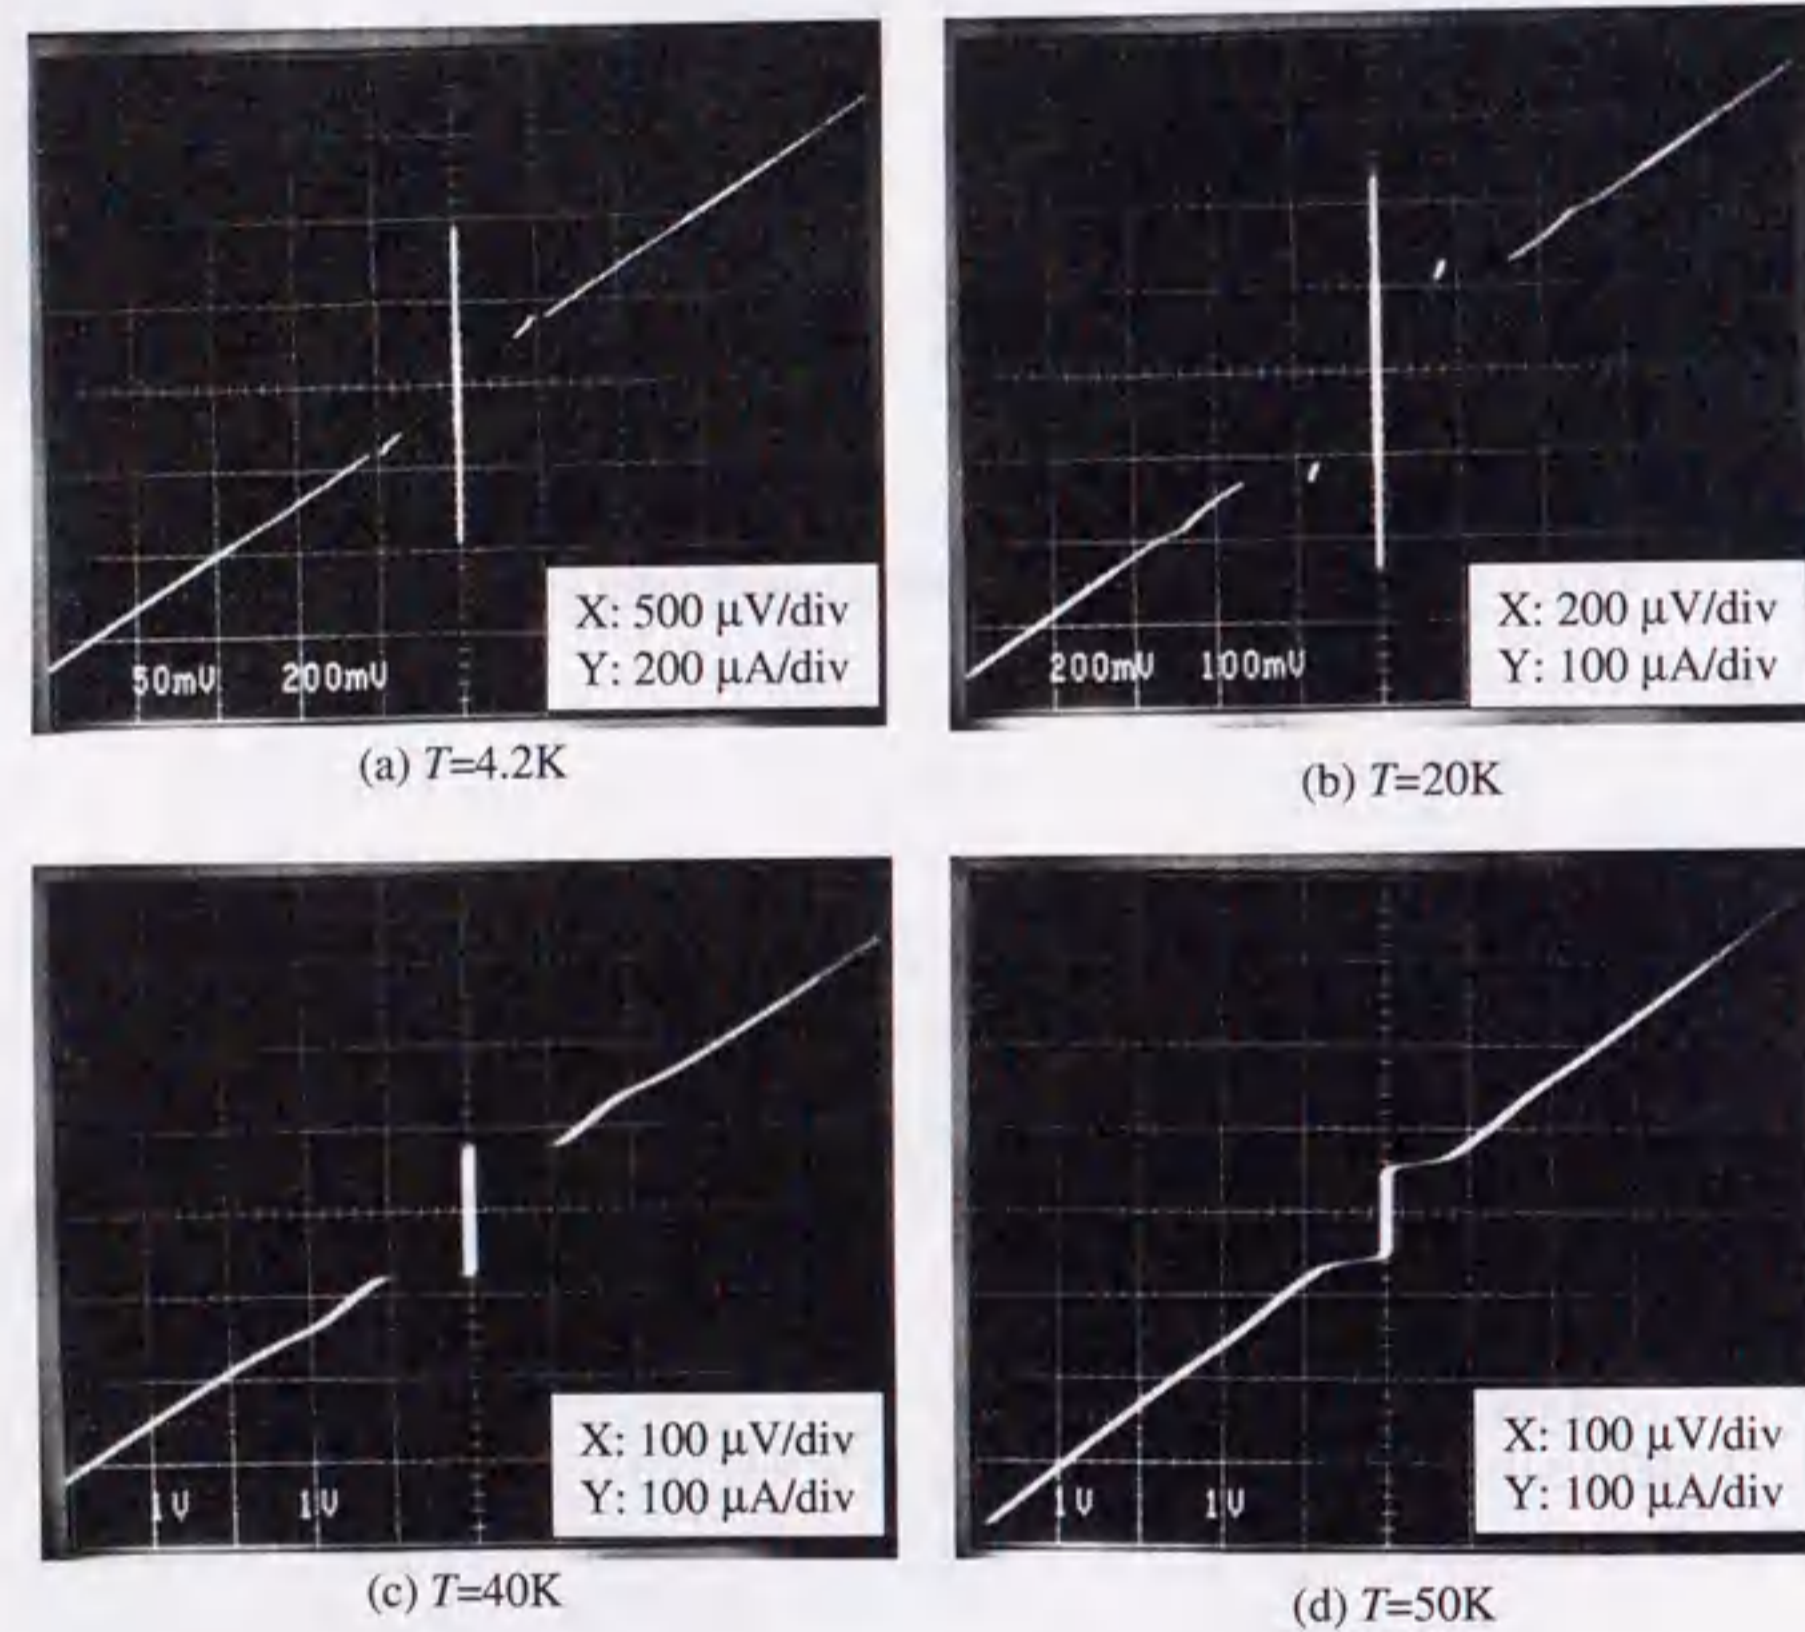 X: 500 μV/div
Y: 200 μA/div
50mV 200mV
(a) T=4.2K
X: 200 μV/div
Y: 100 μA/div
200mV 100mV
(b) T=20K
X: 100 μV/div
Y: 100 μA/div
1V 1V
(c) T=40K
X: 100 μV/div
Y: 100 μA/div
1V 1V
(d) T=50K